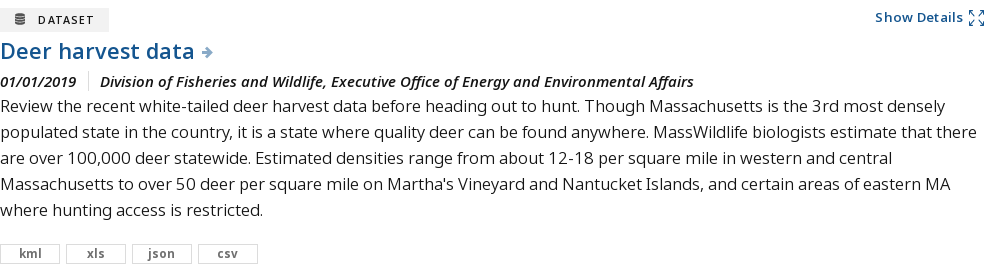 DATASET
Show Details
Deer harvest data
01/01/2019 Division of Fisheries and Wildlife, Executive Office of Energy and Environmental Affairs
Review the recent white-tailed deer harvest data before heading out to hunt. Though Massachusetts is the 3rd most densely
populated state in the country, it is a state where quality deer can be found anywhere. MassWildlife biologists estimate that there
are over 100,000 deer statewide. Estimated densities range from about 12-18 per square mile in western and central
Massachusetts to over 50 deer per square mile on Martha's Vineyard and Nantucket Islands, and certain areas of eastern MA
where hunting access is restricted.
kml xls json csv